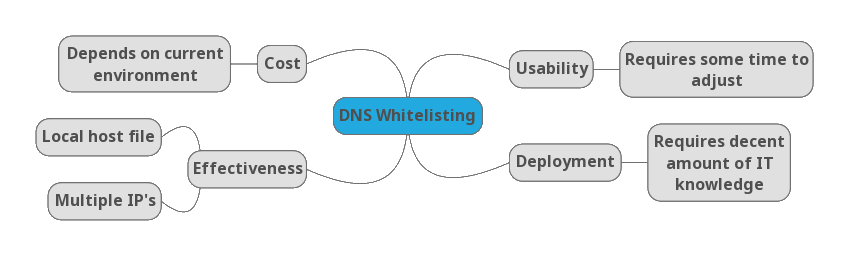 DNS Whitelisting
Cost
Depends on current
environment
Effectiveness
Local host file
Multiple IP's
Usability
Requires some time to
adjust
Deployment
Requires decent
amount of IT
knowledge